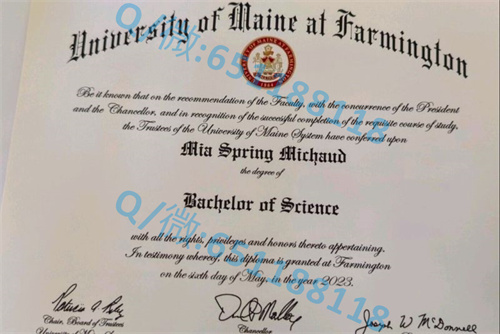 University of Maine at Farmington
Be it known that on the recommendation of the Faculty, with the concurrence of the President
and the Chancellor, and in recognition of the successful completion of the requisite course of study,
the Trustees of the University of Maine System have conferred upon
Mia Spring Michaud
the degree of
Bachelor of Science
with all the rights, privileges and honors thereto appertaining.
In testimony whereof, this diploma is granted at Farmington
on the sixth day of May, in the year 2023.
Joseph W McDonnell
Chair, Board of Trustees
Chancellor
Q/微:655188118
Q/微:655188118